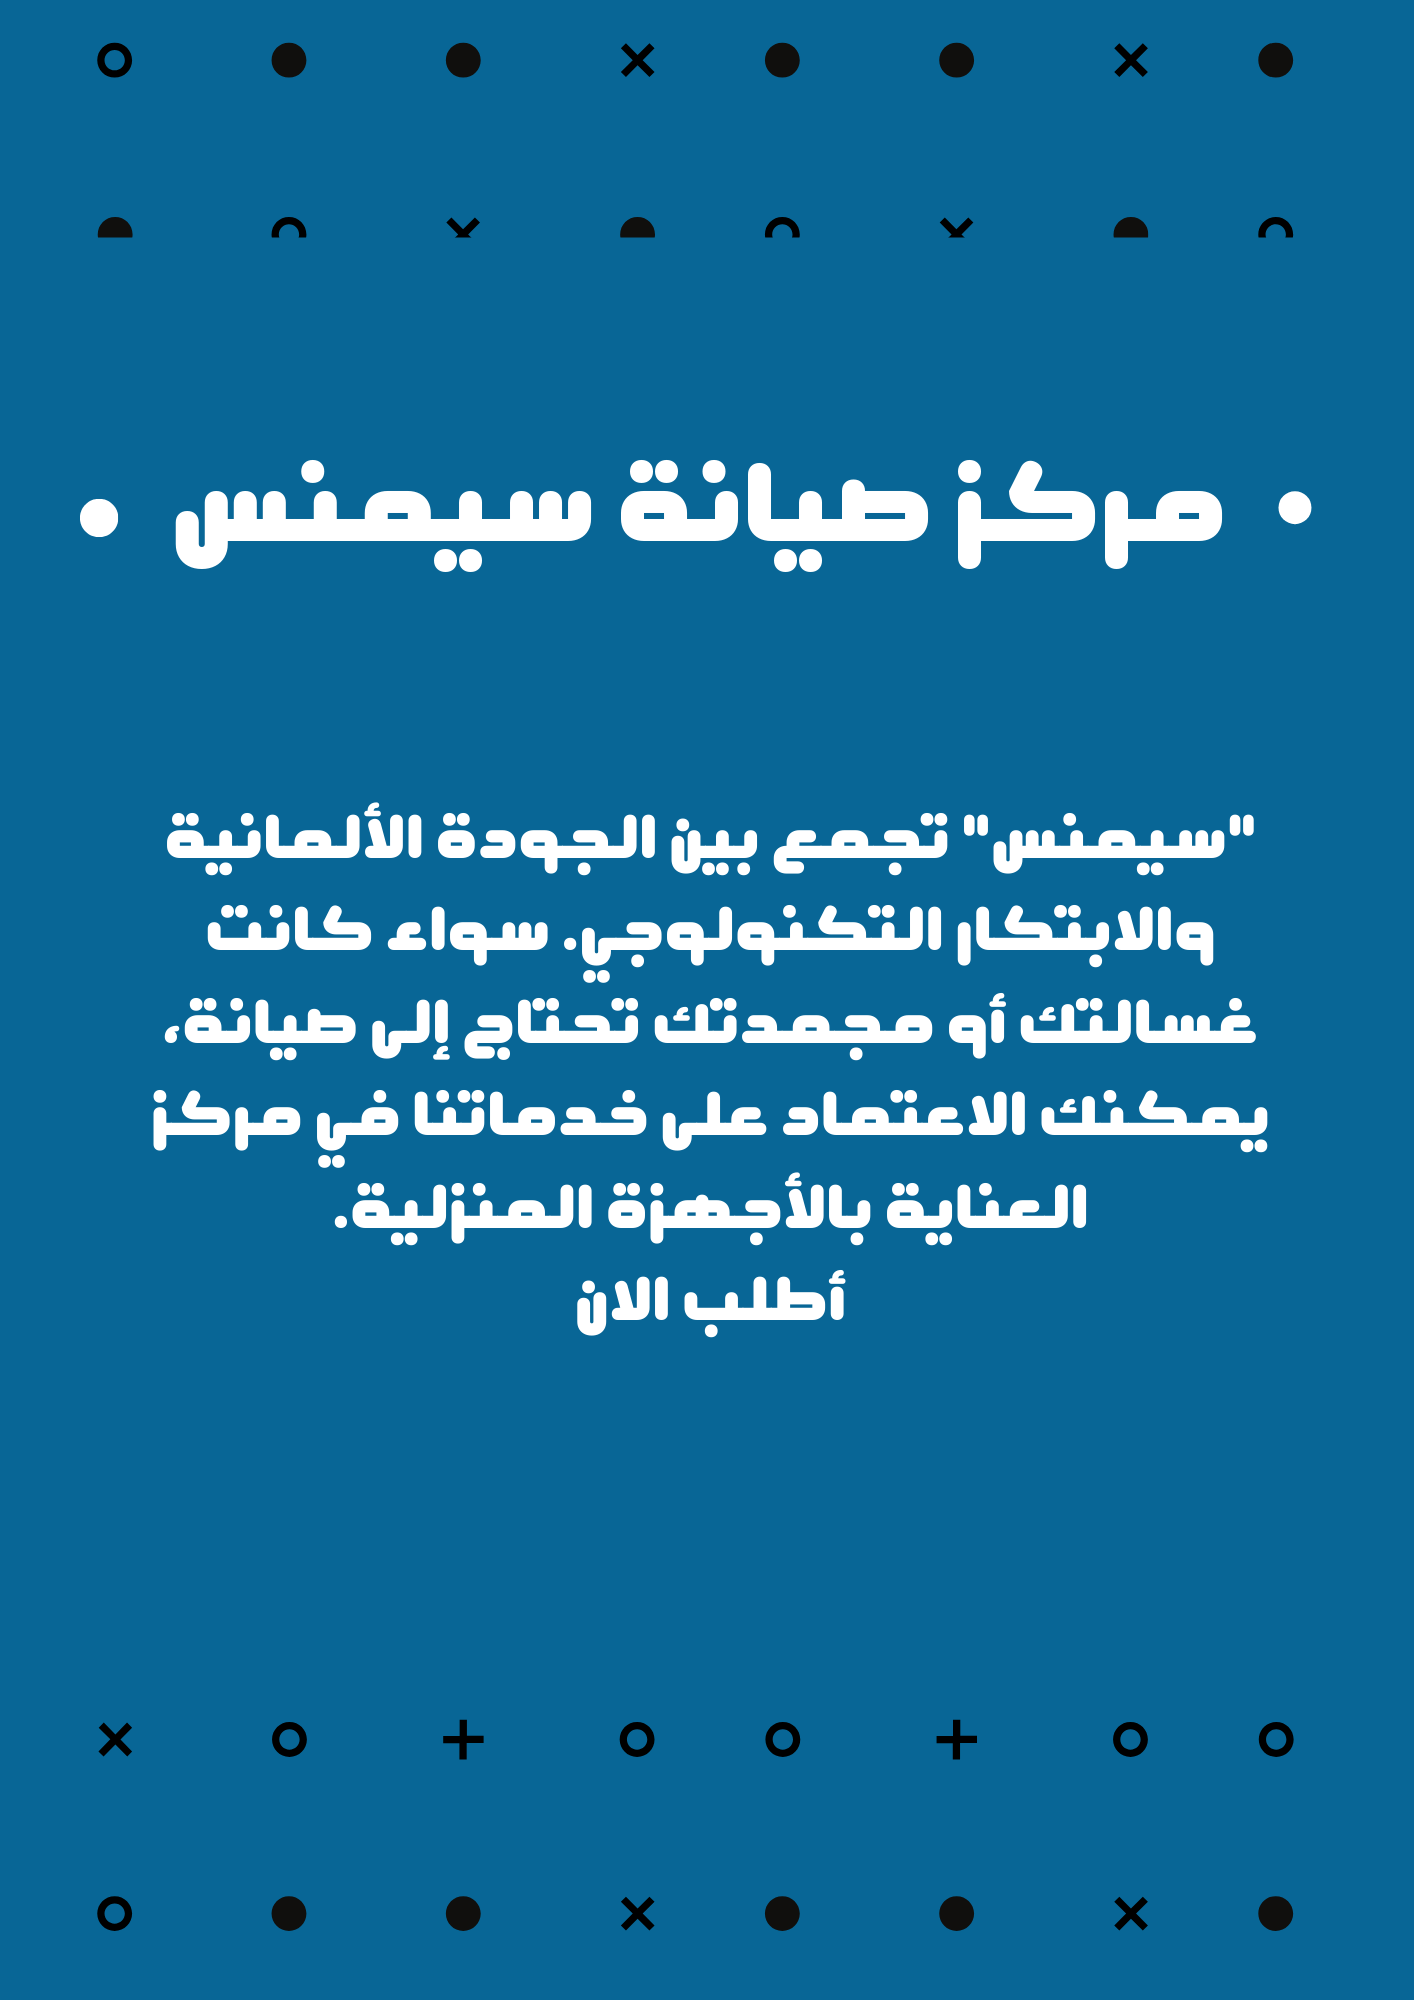 مركز صيانة سيمنس
"سيمنس" تجمع بين الجودة الألمانية
والابتكار التكنولوجي. سواء كانت
غسالتك أو مجمدتك تحتاج إلى صيانة،
يمكنك الاعتماد على خدماتنا في مركز
العناية بالأجهزة المنزلية.
أطلب الان